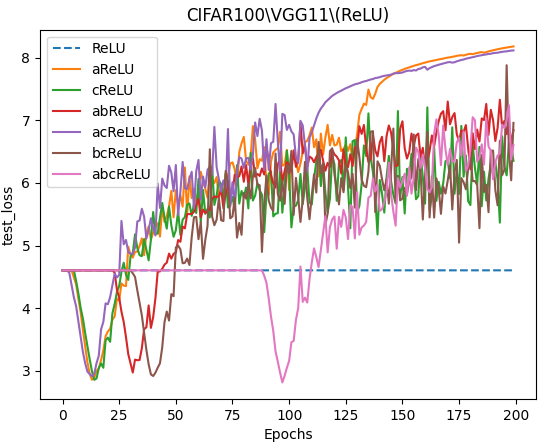 CIFAR100\VGG11\(ReLU)
ReLU
aReLU
cReLU
abReLU
acReLU
bcReLU
abcReLU
test_loss
8
7
6
5
4
3
0 25 50 75 100 125 150 175 200
Epochs